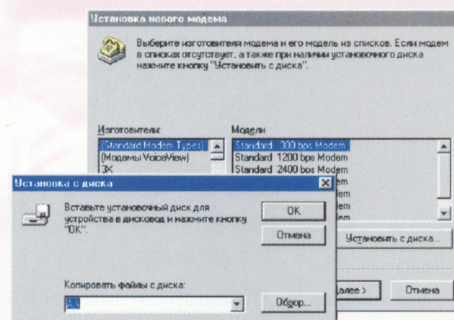 Установка нового модема
Выберите изготовителя модема и его модель из списков. Если модем
в списках отсутствует, а также при наличии установочного диска
нажмите кнопку "Установить с диска".
Изготовители:
Модели
(Standard Modem Types)
(Модемы VoiceView)
3X
Standard 300 bps Modem
Standard 1200 bps Modem
Standard 2400 bps Modem
Установка с диска
Вставьте установочный диск для
устройства в дисковод и нажмите кнопку
"OK".
OK
Отмена
Установить с диска...
Копировать файлы с диска:
Обзор...
Далее >
Отмена